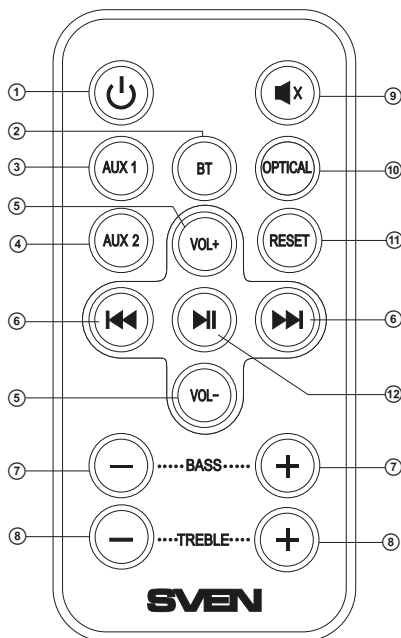 ① ⑨
②
③ AUX 1 BT OPTICAL ⑩
⑤
④ AUX 2 VOL+ RESET ⑪
⑥ ⑥
⑤ VOL− ⑫
⑦ − BASS + ⑦
⑧ − TREBLE + ⑧
SVEN